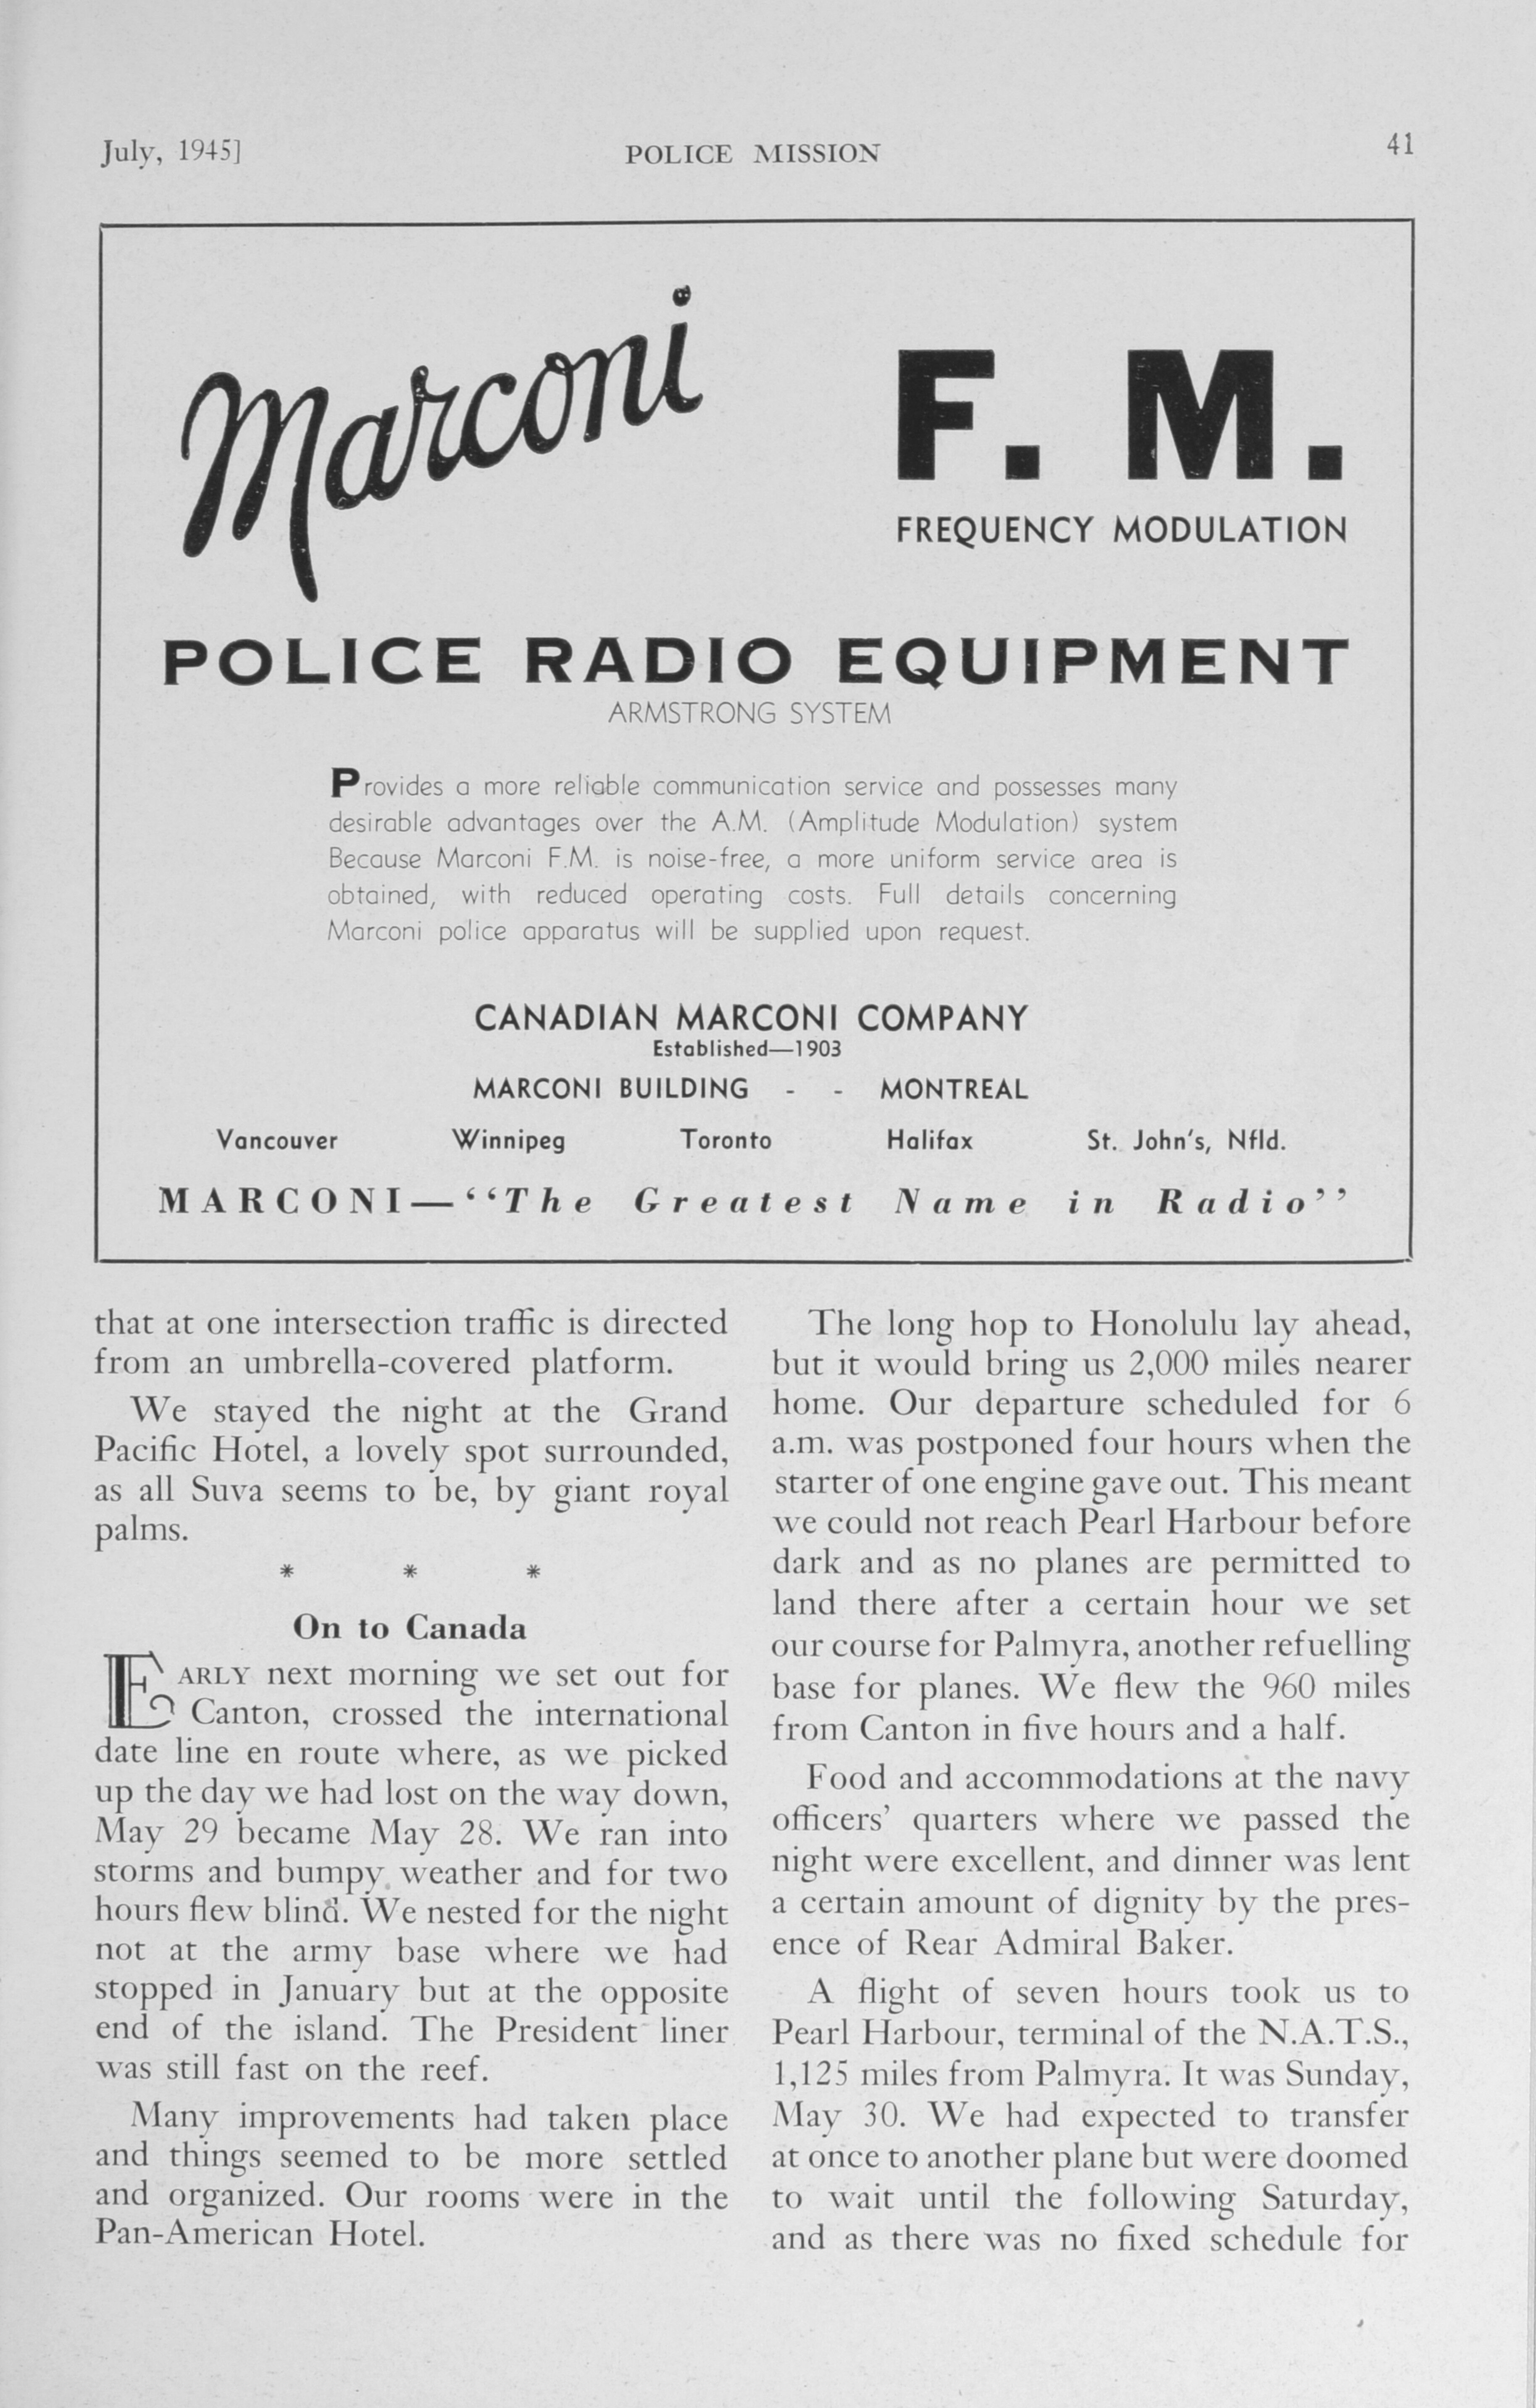 July, 1945]
POLICE MISSION
41
Marconi
F. M.
FREQUENCY MODULATION
POLICE RADIO EQUIPMENT
ARMSTRONG SYSTEM
Provides a more reliable communication service and possesses many
desirable advantages over the A.M. (Amplitude Modulation) system
Because Marconi F.M. is noise-free, a more uniform service area is
obtained, with reduced operating costs. Full details concerning
Marconi police apparatus will be supplied upon request.
CANADIAN MARCONI COMPANY
Established—1903
MARCONI BUILDING - - MONTREAL
Vancouver Winnipeg Toronto Halifax St. John's, Nfld.
MARCONI—“The Greatest Name in Radio”
that at one intersection traffic is directed
from an umbrella-covered platform.
We stayed the night at the Grand
Pacific Hotel, a lovely spot surrounded,
as all Suva seems to be, by giant royal
palms.
* * *
On to Canada
EARLY next morning we set out for
Canton, crossed the international
date line en route where, as we picked
up the day we had lost on the way down,
May 29 became May 28. We ran into
storms and bumpy weather and for two
hours flew blind. We nested for the night
not at the army base where we had
stopped in January but at the opposite
end of the island. The President liner
was still fast on the reef.
Many improvements had taken place
and things seemed to be more settled
and organized. Our rooms were in the
Pan-American Hotel.
The long hop to Honolulu lay ahead,
but it would bring us 2,000 miles nearer
home. Our departure scheduled for 6
a.m. was postponed four hours when the
starter of one engine gave out. This meant
we could not reach Pearl Harbour before
dark and as no planes are permitted to
land there after a certain hour we set
our course for Palmyra, another refuelling
base for planes. We flew the 960 miles
from Canton in five hours and a half.
Food and accommodations at the navy
officers' quarters where we passed the
night were excellent, and dinner was lent
a certain amount of dignity by the pres-
ence of Rear Admiral Baker.
A flight of seven hours took us to
Pearl Harbour, terminal of the N.A.T.S.,
1,125 miles from Palmyra. It was Sunday,
May 30. We had expected to transfer
at once to another plane but were doomed
to wait until the following Saturday,
and as there was no fixed schedule for